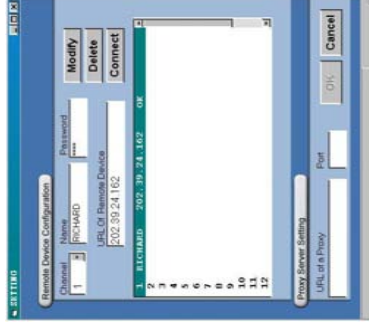 SETTING
Remote Device Configuration
Channel Name Password
1 RICHARD ****
URL Of Remote Device
202.39.24.162
Modify
Delete
Connect
1 RICHARD 202.39.24.162 OK
2
3
4
5
6
7
8
9
10
11
12
Proxy Server Setting
URL of a Proxy Port
OK Cancel